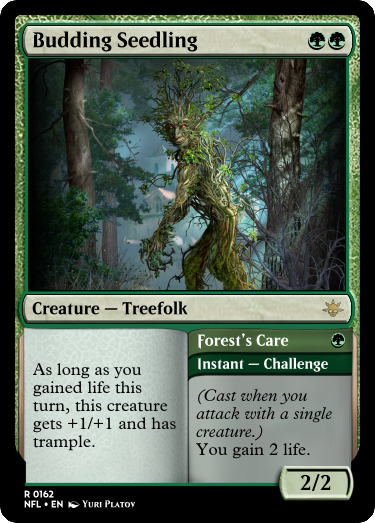 Budding Seedling
Creature — Treefolk
As long as you
gained life this
turn, this creature
gets +1/+1 and has
trample.
Forest's Care
Instant — Challenge
(Cast when you
attack with a single
creature.)
You gain 2 life.
2/2
R 0162
NFL • EN Yuri Platov